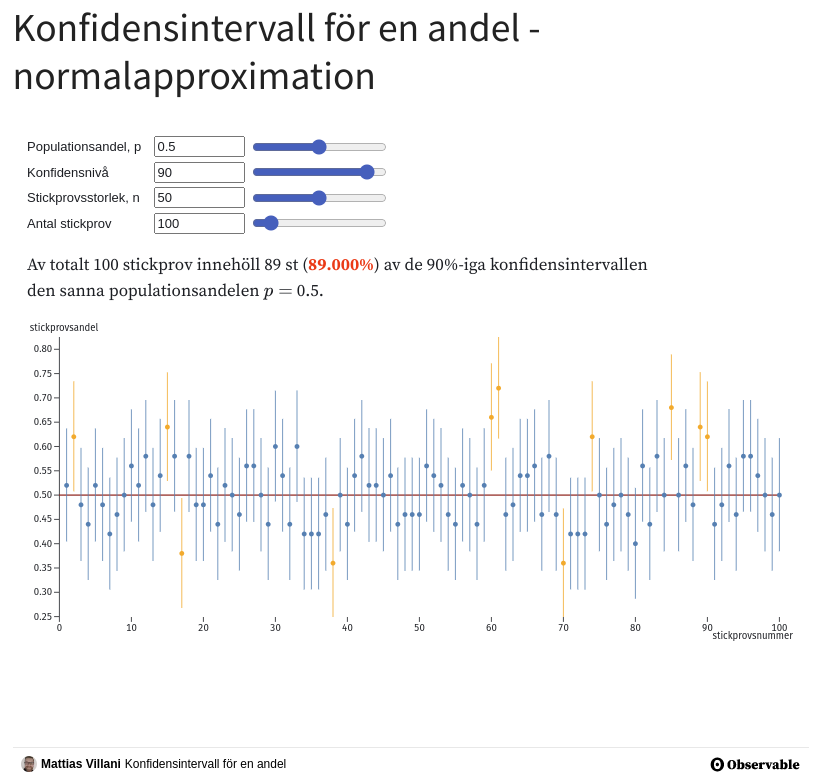 Konfidensintervall för en andel -
normalapproximation
Populationsandel, p 0.5
Konfidensnivå 90
Stickprovsstorlek, n 50
Antal stickprov 100
Av totalt 100 stickprov innehöll 89 st (89.000%) av de 90%-iga konfidensintervallen
den sanna populationsandelen p = 0.5.
stickprovsandel
0.80
0.75
0.70
0.65
0.60
0.55
0.50
0.45
0.40
0.35
0.30
0.25
0 10 20 30 40 50 60 70 80 90 100
stickprovsnummer
Mattias Villani Konfidensintervall för en andel Observable